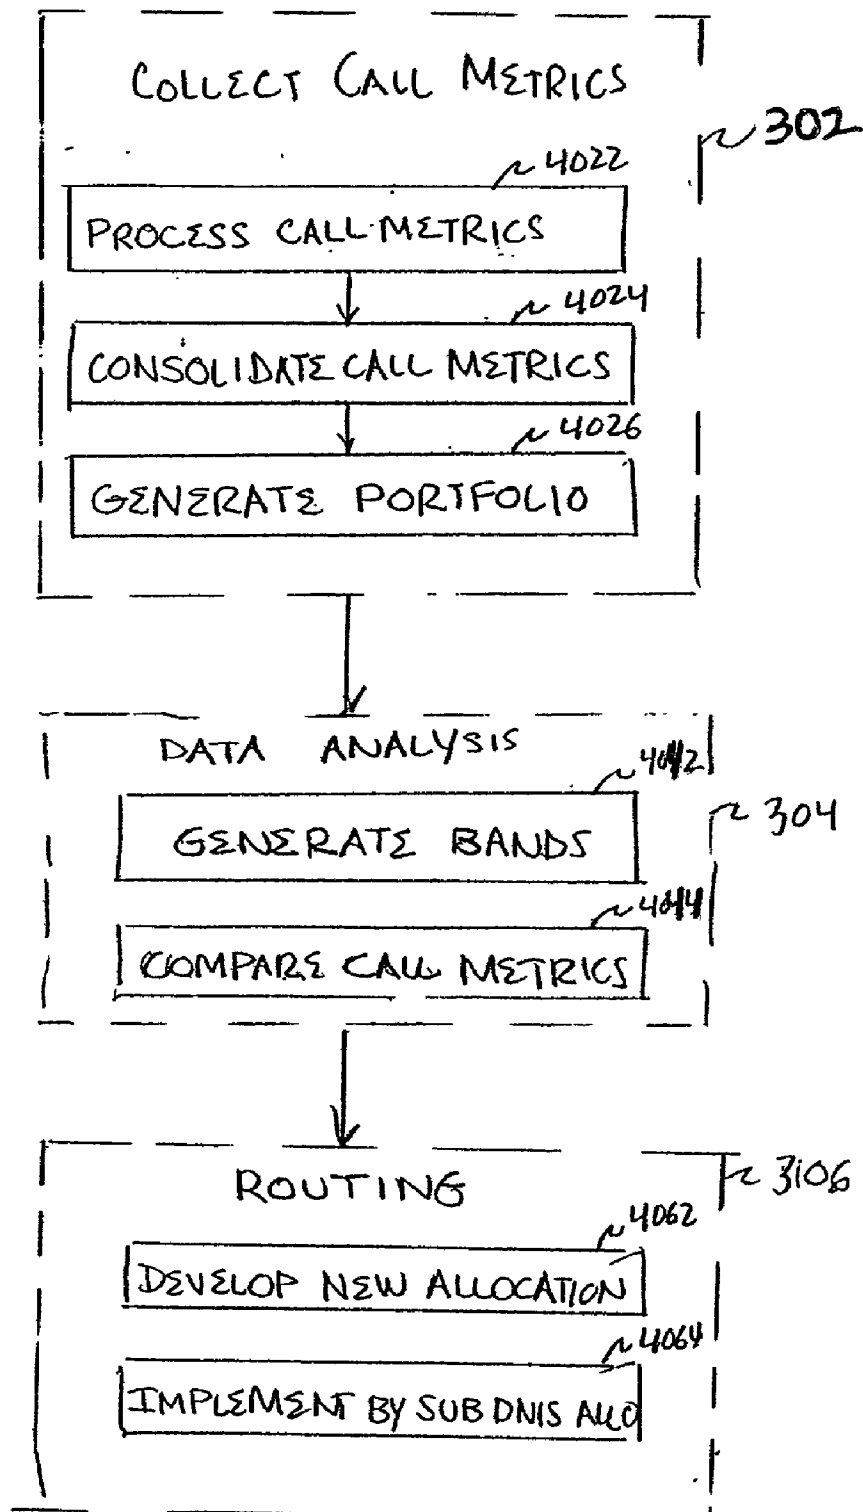 COLLECT CALL METRICS
302
4022
PROCESS CALL METRICS
4024
CONSOLIDATE CALL METRICS
4026
GENERATE PORTFOLIO
DATA ANALYSIS
4042
304
GENERATE BANDS
4044
COMPARE CALL METRICS
ROUTING
3106
4062
DEVELOP NEW ALLOCATION
4064
IMPLEMENT BY SUB DNIS ALLO